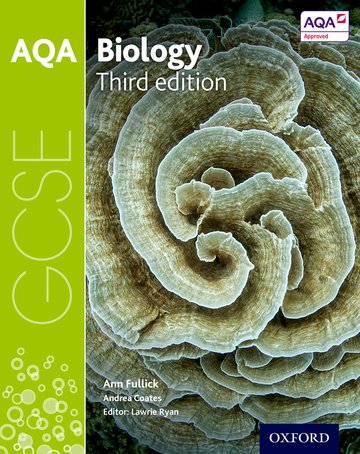 AQA Biology
Third edition
AQA
Approved
GCSE
Ann Fullick
Andrea Coates
Editor: Lawrie Ryan
OXFORD